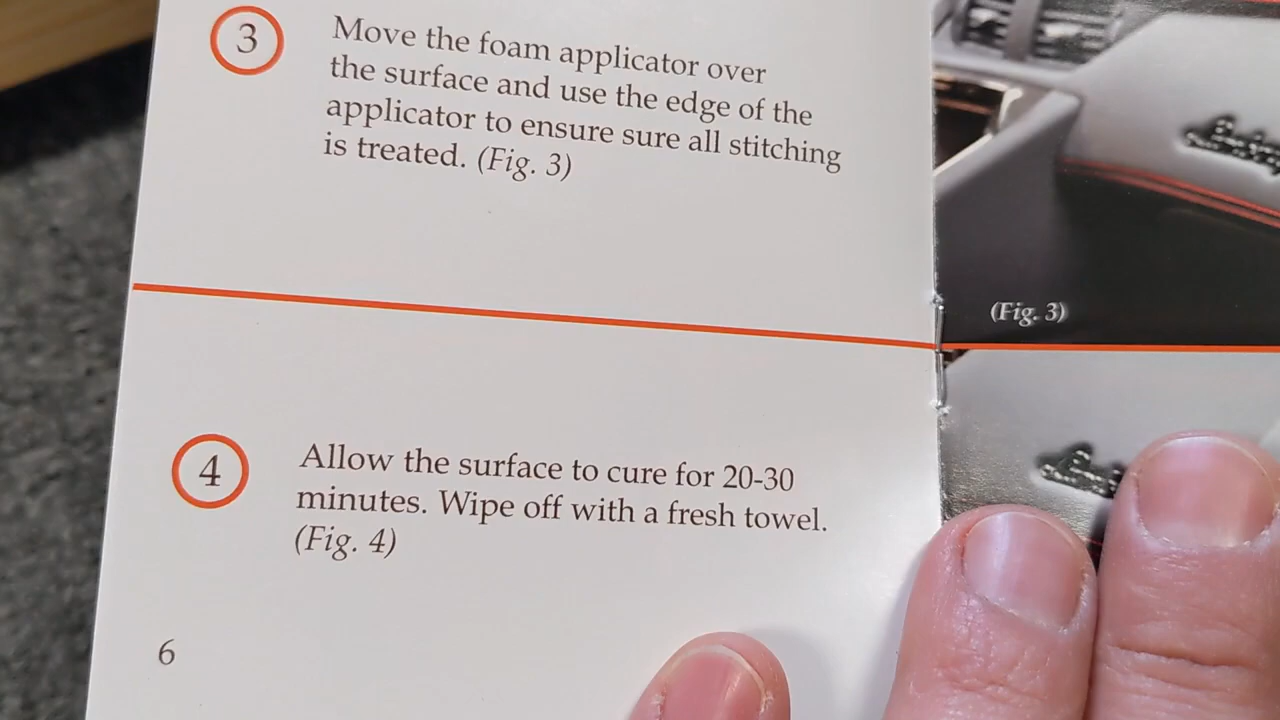 3
Move the foam applicator over
the surface and use the edge of the
applicator to ensure sure all stitching
is treated. (Fig. 3)
(Fig. 3)
4
Allow the surface to cure for 20-30
minutes. Wipe off with a fresh towel.
(Fig. 4)
6